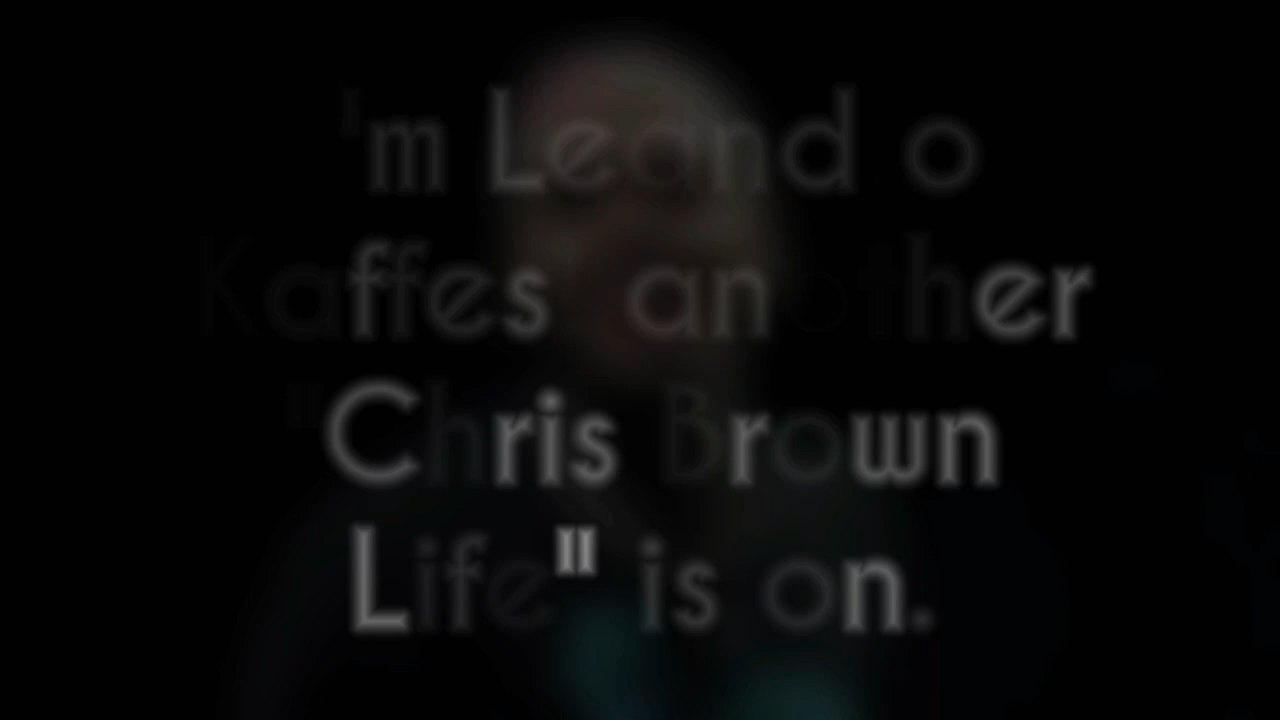 'm Leand o
Kaffes another
"Chris Brown
Life" is on.